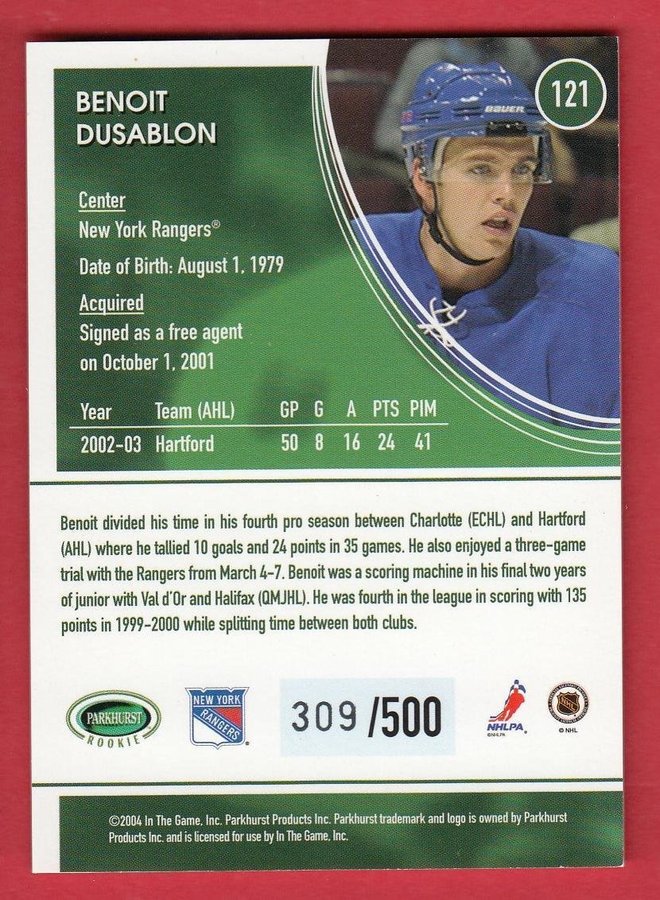 BENOIT
DUSABLON
121
BAUER
Center
New York Rangers®
Date of Birth: August 1, 1979
Acquired
Signed as a free agent
on October 1, 2001
Year Team (AHL) GP G A PTS PIM
2002-03 Hartford 50 8 16 24 41
Benoit divided his time in his fourth pro season between Charlotte (ECHL) and Hartford
(AHL) where he tallied 10 goals and 24 points in 35 games. He also enjoyed a three-game
trial with the Rangers from March 4-7. Benoit was a scoring machine in his final two years
of junior with Val d'Or and Halifax (QMJHL). He was fourth in the league in scoring with 135
points in 1999-2000 while splitting time between both clubs.
PARKHURST
ROOKIE
NEW YORK
RANGERS
309 /500
NHLPA
©NHLPA
NHL
© NHL
©2004 In The Game, Inc. Parkhurst Products Inc. Parkhurst trademark and logo is owned by Parkhurst
Products Inc. and is licensed for use by In The Game, Inc.